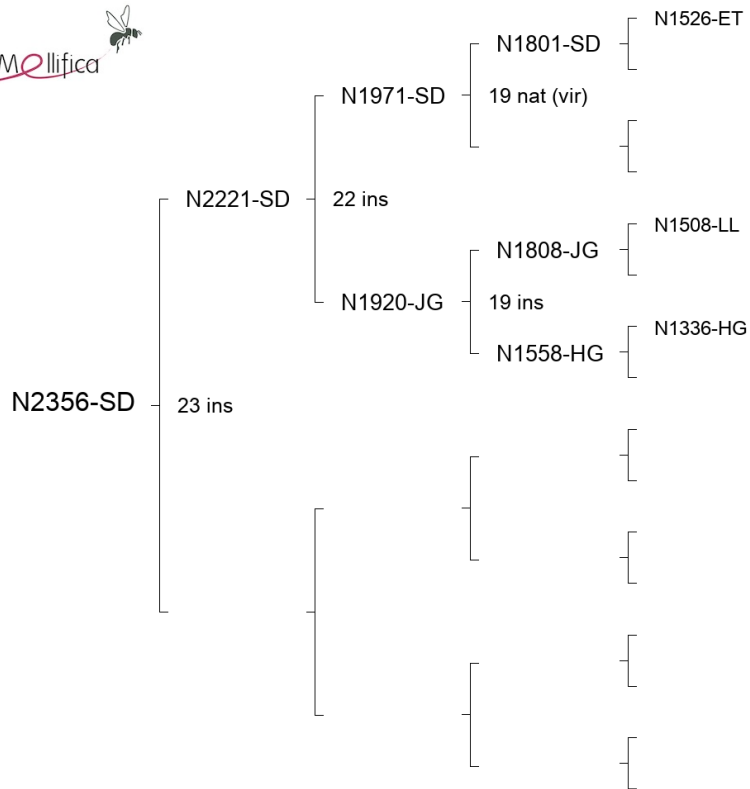 Mellifica
N1526-ET
N1801-SD
N1971-SD
19 nat (vir)
N2221-SD
22 ins
N1508-LL
N1808-JG
N1920-JG
19 ins
N1336-HG
N1558-HG
N2356-SD
23 ins